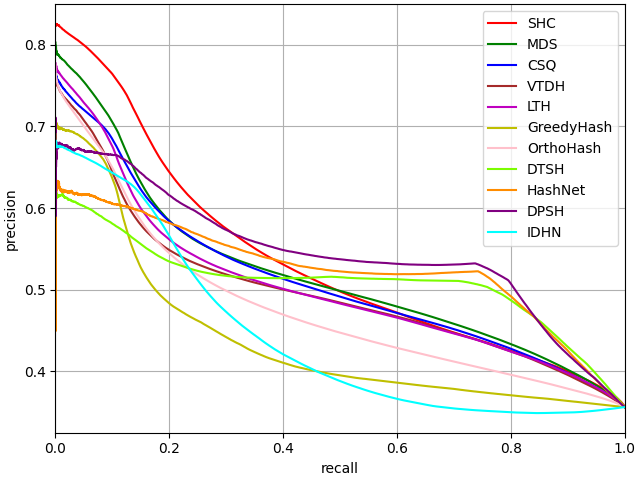 0.8
0.7
0.6
0.5
0.4
precision
0.0
0.2
0.4
0.6
0.8
1.0
recall
SHC
MDS
CSQ
VTDH
LTH
GreedyHash
OrthoHash
DTSH
HashNet
DPSH
IDHN